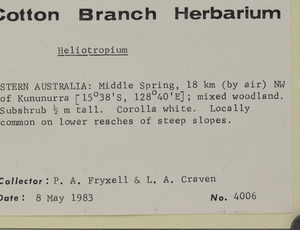 Cotton Branch Herbarium
Heliotropium
STERN AUSTRALIA: Middle Spring, 18 km (by air) NW
of Kununurra [15°38'S, 128°40'E]; mixed woodland.
Subshrub ½ m tall. Corolla white. Locally
common on lower reaches of steep slopes.
Collector: P. A. Fryxell & L. A. Craven
Date: 8 May 1983 No. 4006